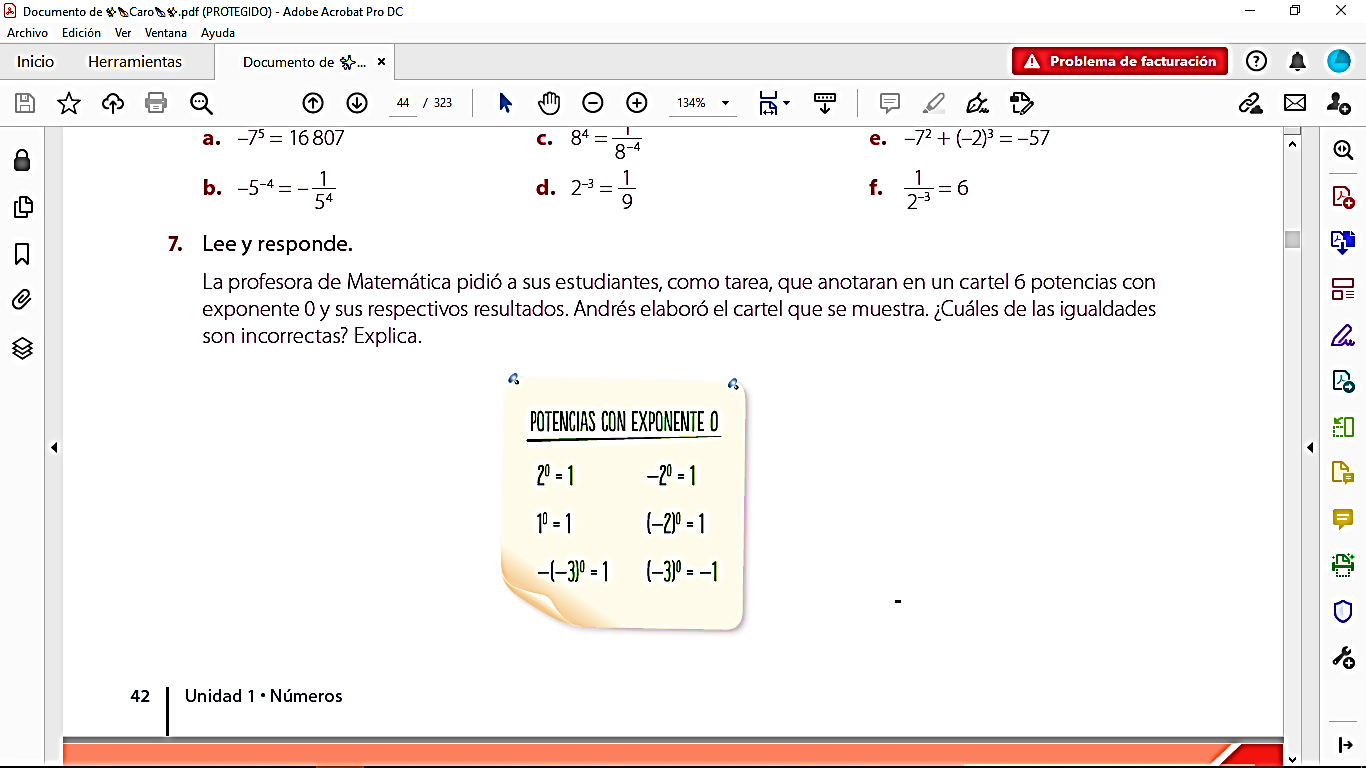 Documento de ✨✏Caro✏✨.pdf (PROTEGIDO) - Adobe Acrobat Pro DC
Archivo Edición Ver Ventana Ayuda
Inicio Herramientas Documento de ✨... × Problema de facturación
44 / 323 134%
a. –7⁵ = 16 807 c. 8⁴ = 1/8⁻⁴ e. –7² + (–2)³ = –57
b. –5⁻⁴ = – 1/5⁴ d. 2⁻³ = 1/9 f. 1/2⁻³ = 6
7. Lee y responde.
La profesora de Matemática pidió a sus estudiantes, como tarea, que anotaran en un cartel 6 potencias con
exponente 0 y sus respectivos resultados. Andrés elaboró el cartel que se muestra. ¿Cuáles de las igualdades
son incorrectas? Explica.
POTENCIAS CON EXPONENTE 0
2⁰ = 1 –2⁰ = 1
1⁰ = 1 (–2)⁰ = 1
–(–3)⁰ = 1 (–3)⁰ = –1
-
42 Unidad 1 • Números